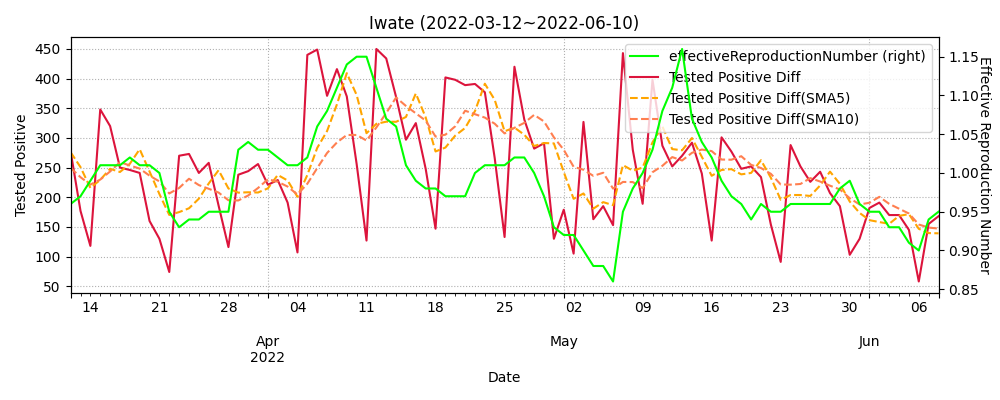 Iwate (2022-03-12~2022-06-10)
effectiveReproductionNumber (right)
Tested Positive Diff
Tested Positive Diff(SMA5)
Tested Positive Diff(SMA10)
Tested Positive
450
400
350
300
250
200
150
100
50
1.15
1.10
1.05
1.00
0.95
0.90
0.85
Effective Reproduction Number
14 21 28 04 11 18 25 02 09 16 23 30 06
Apr May Jun
2022
Date